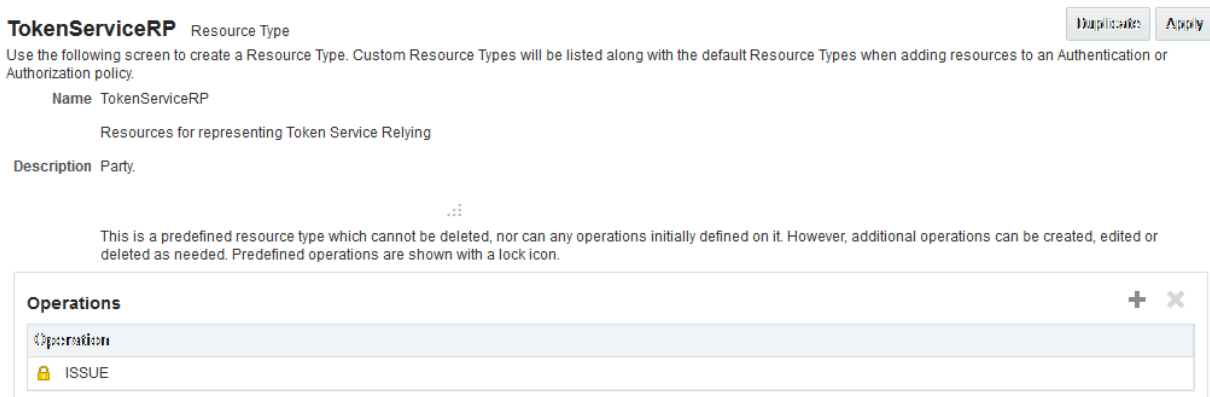 TokenServiceRP Resource Type
Duplicate Apply
Use the following screen to create a Resource Type. Custom Resource Types will be listed along with the default Resource Types when adding resources to an Authentication or
Authorization policy.
Name TokenServiceRP
Resources for representing Token Service Relying
Description Party.
This is a predefined resource type which cannot be deleted, nor can any operations initially defined on it. However, additional operations can be created, edited or
deleted as needed. Predefined operations are shown with a lock icon.
Operations
Operation
ISSUE